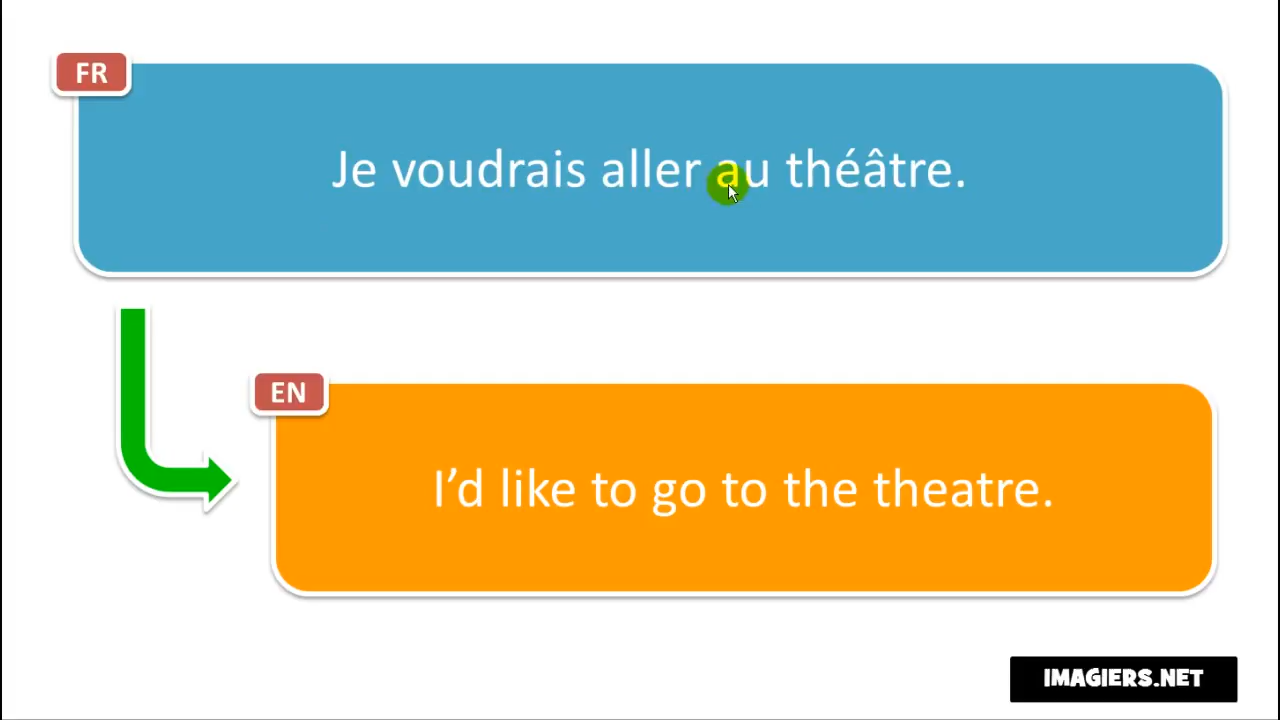 FR
Je voudrais aller au théâtre.
EN
I’d like to go to the theatre.
IMAGIERS.NET